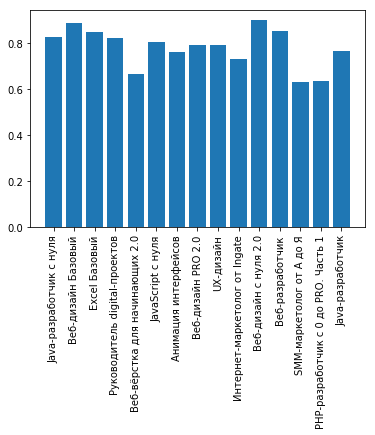 0.8
0.6
0.4
0.2
0.0
Java-разработчик с нуля
Веб-дизайн Базовый
Excel Базовый
Руководитель digital-проектов
Веб-вёрстка для начинающих 2.0
JavaScript с нуля
Анимация интерфейсов
Веб-дизайн PRO 2.0
UX-дизайн
Интернет-маркетолог от Ingate
Веб-дизайн с нуля 2.0
Веб-разработчик
SMM-маркетолог от А до Я
PHP-разработчик с 0 до PRO. Часть 1
Java-разработчик